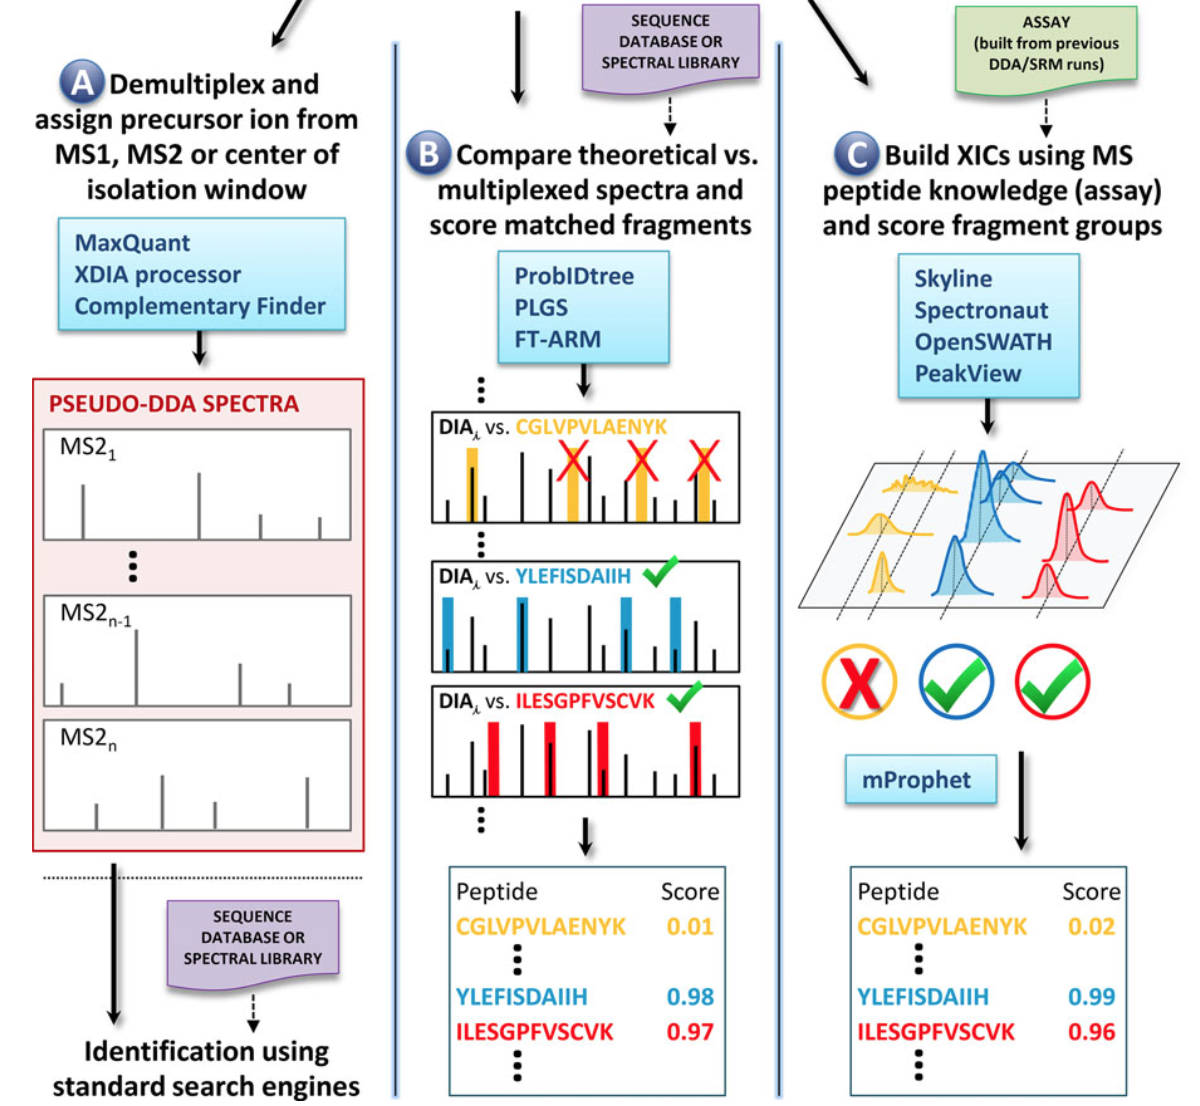 A
Demultiplex and
assign precursor ion from
MS1, MS2 or center of
isolation window
MaxQuant
XDIA processor
Complementary Finder
PSEUDO-DDA SPECTRA
MS2₁
MS2ₙ₋₁
MS2ₙ
SEQUENCE
DATABASE OR
SPECTRAL LIBRARY
Identification using
standard search engines
SEQUENCE
DATABASE OR
SPECTRAL LIBRARY
B
Compare theoretical vs.
multiplexed spectra and
score matched fragments
ProbIDtree
PLGS
FT-ARM
DIAᵢ vs. CGLVPVLAENYK
DIAᵢ vs. YLEFISDAIIH
DIAᵢ vs. ILESGPFVSCVK
Peptide Score
CGLVPVLAENYK 0.01
YLEFISDAIIH 0.98
ILESGPFVSCVK 0.97
ASSAY
(built from previous
DDA/SRM runs)
C
Build XICs using MS
peptide knowledge (assay)
and score fragment groups
Skyline
Spectronaut
OpenSWATH
PeakView
X
mProphet
Peptide Score
CGLVPVLAENYK 0.02
YLEFISDAIIH 0.99
ILESGPFVSCVK 0.96